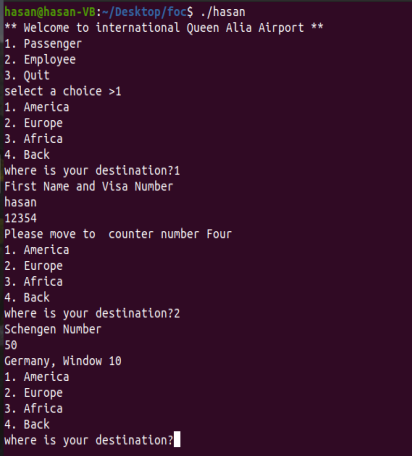 hasan@hasan-VB:~/Desktop/foc$ ./hasan
** Welcome to international Queen Alia Airport **
1. Passenger
2. Employee
3. Quit
select a choice >1
1. America
2. Europe
3. Africa
4. Back
where is your destination?1
First Name and Visa Number
hasan
12354
Please move to  counter number Four
1. America
2. Europe
3. Africa
4. Back
where is your destination?2
Schengen Number
50
Germany, Window 10
1. America
2. Europe
3. Africa
4. Back
where is your destination?